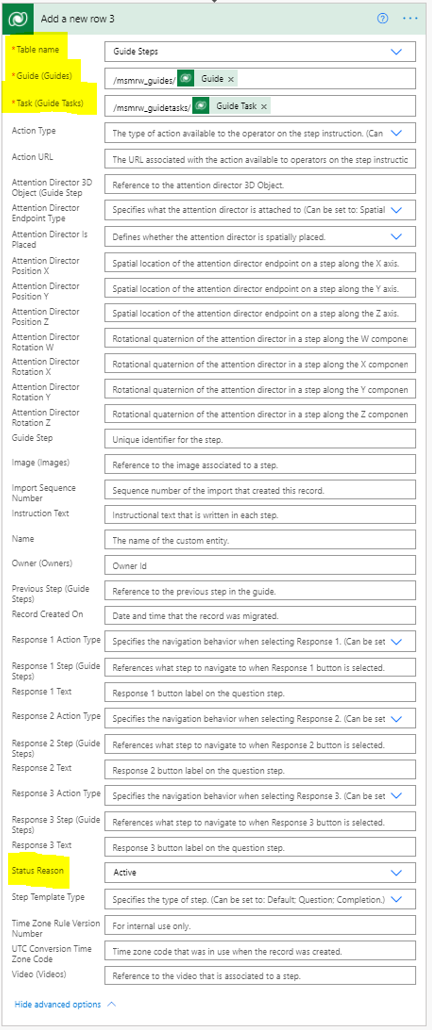 Add a new row 3
* Table name
Guide Steps
* Guide (Guides)
/msmrw_guides/ Guide ×
* Task (Guide Tasks)
/msmrw_guidetasks/ Guide Task ×
Action Type
The type of action available to the operator on the step instruction. (Can
Action URL
The URL associated with the action available to operators on the step instructic
Attention Director 3D
Object (Guide Step
Reference to the attention director 3D Object.
Attention Director
Endpoint Type
Specifies what the attention director is attached to (Can be set to: Spatial
Attention Director Is
Placed
Defines whether the attention director is spatially placed.
Attention Director
Position X
Spatial location of the attention director endpoint on a step along the X axis.
Attention Director
Position Y
Spatial location of the attention director endpoint on a step along the Y axis.
Attention Director
Position Z
Spatial location of the attention director endpoint on a step along the Z axis.
Attention Director
Rotation W
Rotational quaternion of the attention director in a step along the W componen
Attention Director
Rotation X
Rotational quaternion of the attention director in a step along the X componen
Attention Director
Rotation Y
Rotational quaternion of the attention director in a step along the Y componen
Attention Director
Rotation Z
Rotational quaternion of the attention director in a step along the Z componen
Guide Step
Unique identifier for the step.
Image (Images)
Reference to the image associated to a step.
Import Sequence
Number
Sequence number of the import that created this record.
Instruction Text
Instructional text that is written in each step.
Name
The name of the custom entity.
Owner (Owners)
Owner Id
Previous Step (Guide
Steps)
Reference to the previous step in the guide.
Record Created On
Date and time that the record was migrated.
Response 1 Action Type
Specifies the navigation behavior when selecting Response 1. (Can be set
Response 1 Step (Guide
Steps)
References what step to navigate to when Response 1 button is selected.
Response 1 Text
Response 1 button label on the question step.
Response 2 Action Type
Specifies the navigation behavior when selecting Response 2. (Can be set
Response 2 Step (Guide
Steps)
References what step to navigate to when Response 2 button is selected.
Response 2 Text
Response 2 button label on the question step.
Response 3 Action Type
Specifies the navigation behavior when selecting Response 3. (Can be set
Response 3 Step (Guide
Steps)
References what step to navigate to when Response 3 button is selected.
Response 3 Text
Response 3 button label on the question step.
Status Reason
Active
Step Template Type
Specifies the type of step. (Can be set to: Default; Question; Completion.)
Time Zone Rule Version
Number
For internal use only.
UTC Conversion Time
Zone Code
Time zone code that was in use when the record was created.
Video (Videos)
Reference to the video that is associated to a step.
Hide advanced options